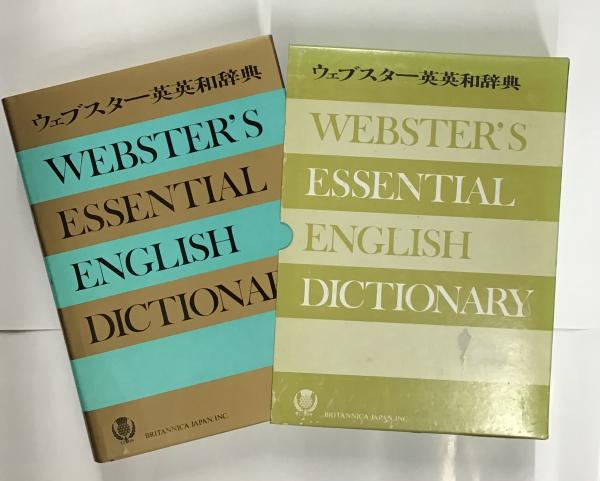 ウェブスター英英和辞典
WEBSTER'S
ESSENTIAL
ENGLISH
DICTIONAR
BRITANNICA JAPAN, INC.
ウェブスター英英和辞典
WEBSTER'S
ESSENTIAL
ENGLISH
DICTIONARY
BRITANNICA JAPAN, INC.